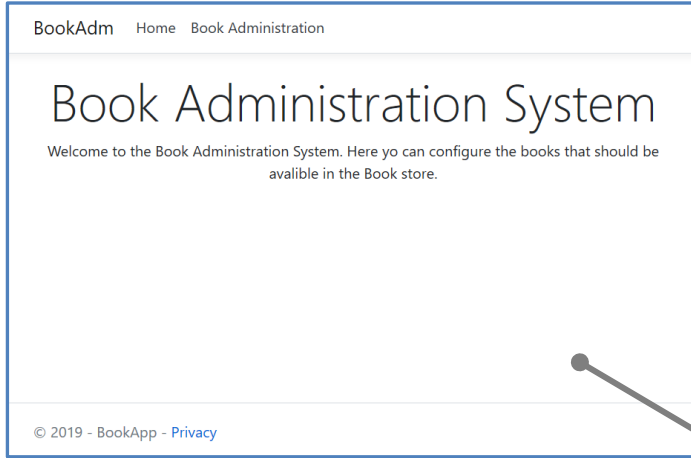 BookAdm Home Book Administration
Book Administration System
Welcome to the Book Administration System. Here yo can configure the books that should be
avalible in the Book store.
© 2019 - BookApp - Privacy